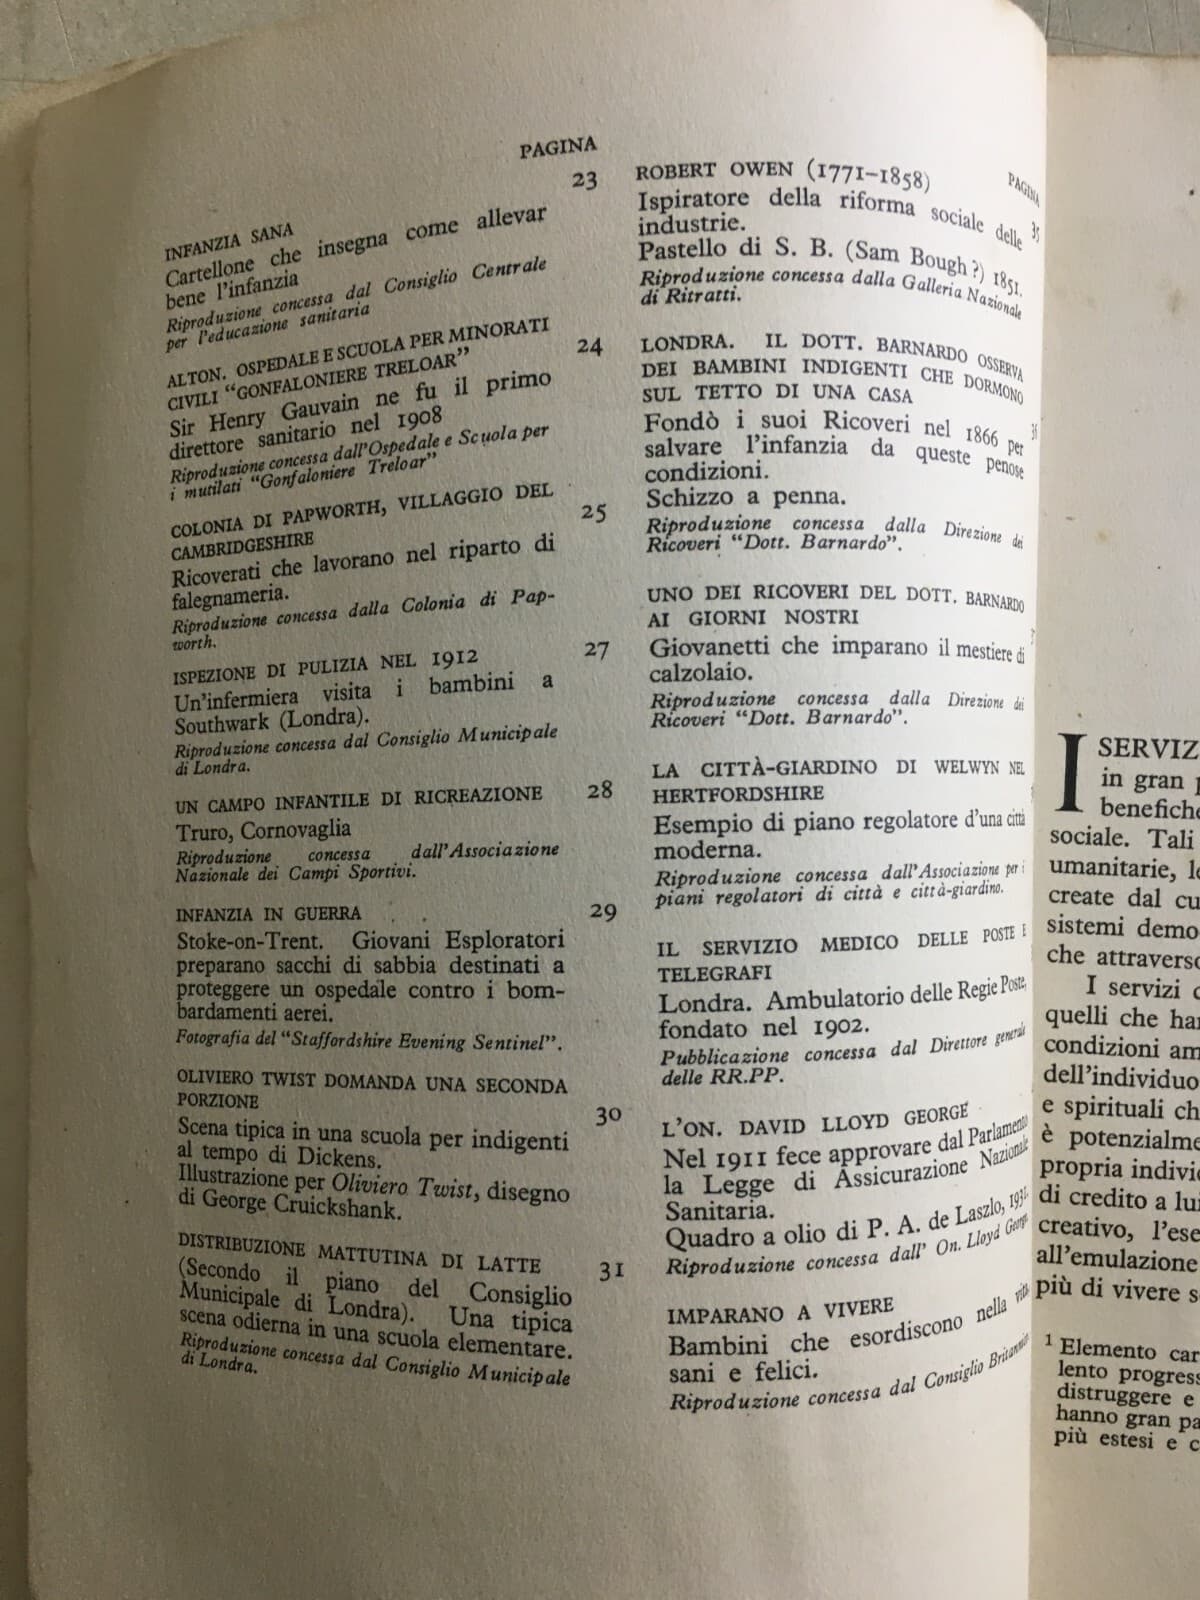 PAGINA
INFANZIA SANA 23
Cartellone che insegna come allevar
bene l'infanzia
Riproduzione concessa dal Consiglio Centrale
per l'educazione sanitaria
ALTON. OSPEDALE E SCUOLA PER MINORATI 24
CIVILI "GONFALONIERE TRELOAR"
Sir Henry Gauvain ne fu il primo
direttore sanitario nel 1908
Riproduzione concessa dall'Ospedale e Scuola per
i mutilati "Gonfaloniere Treloar"
COLONIA DI PAPWORTH, VILLAGGIO DEL 25
CAMBRIDGESHIRE
Ricoverati che lavorano nel riparto di
falegnameria.
Riproduzione concessa dalla Colonia di Pap-
worth.
ISPEZIONE DI PULIZIA NEL 1912 27
Un'infermiera visita i bambini a
Southwark (Londra).
Riproduzione concessa dal Consiglio Municipale
di Londra.
UN CAMPO INFANTILE DI RICREAZIONE 28
Truro, Cornovaglia
Riproduzione concessa dall'Associazione
Nazionale dei Campi Sportivi.
INFANZIA IN GUERRA . . 29
Stoke-on-Trent. Giovani Esploratori
preparano sacchi di sabbia destinati a
proteggere un ospedale contro i bom-
bardamenti aerei.
Fotografia del "Staffordshire Evening Sentinel".
OLIVIERO TWIST DOMANDA UNA SECONDA
PORZIONE 30
Scena tipica in una scuola per indigenti
al tempo di Dickens.
Illustrazione per Oliviero Twist, disegno
di George Cruickshank.
DISTRIBUZIONE MATTUTINA DI LATTE 31
(Secondo il piano del Consiglio
Municipale di Londra). Una tipica
scena odierna in una scuola elementare.
Riproduzione concessa dal Consiglio Municipale
di Londra.
PAGINA
ROBERT OWEN (1771–1858) 35
Ispiratore della riforma sociale delle
industrie.
Pastello di S. B. (Sam Bough?) 1851.
Riproduzione concessa dalla Galleria Nazionale
di Ritratti.
LONDRA. IL DOTT. BARNARDO OSSERVA
DEI BAMBINI INDIGENTI CHE DORMONO
SUL TETTO DI UNA CASA 36
Fondò i suoi Ricoveri nel 1866 per
salvare l'infanzia da queste penose
condizioni.
Schizzo a penna.
Riproduzione concessa dalla Direzione dei
Ricoveri "Dott. Barnardo".
UNO DEI RICOVERI DEL DOTT. BARNARDO
AI GIORNI NOSTRI
Giovanetti che imparano il mestiere di
calzolaio.
Riproduzione concessa dalla Direzione dei
Ricoveri "Dott. Barnardo".
LA CITTÀ-GIARDINO DI WELWYN NEL
HERTFORDSHIRE
Esempio di piano regolatore d'una città
moderna.
Riproduzione concessa dall'Associazione per i
piani regolatori di città e città-giardino.
IL SERVIZIO MEDICO DELLE POSTE E
TELEGRAFI
Londra. Ambulatorio delle Regie Poste,
fondato nel 1902.
Pubblicazione concessa dal Direttore generale
delle RR.PP.
L'ON. DAVID LLOYD GEORGE
Nel 1911 fece approvare dal Parlamento
la Legge di Assicurazione Nazionale
Sanitaria.
Quadro a olio di P. A. de Laszlo, 1931.
Riproduzione concessa dall' On. Lloyd George.
IMPARANO A VIVERE
Bambini che esordiscono nella vita,
sani e felici.
Riproduzione concessa dal Consiglio Britannico
I SERVIZ
in gran
benefiche
sociale. Tali
umanitarie, le
create dal cu
sistemi demo
che attraverso
I servizi
quelli che ha
condizioni am
dell'individuo
e spirituali ch
è potenzialme
propria indivi
di credito a lui
creativo, l'ese
all'emulazione
più di vivere s
¹ Elemento car
lento progress
distruggere e
hanno gran pa
più estesi e c